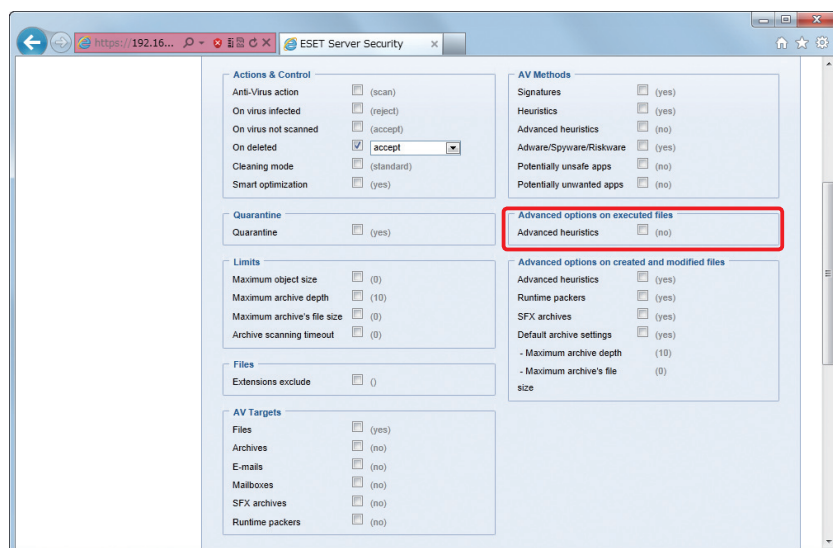 https://192.16...
ESET Server Security
Actions & Control
Anti-Virus action (scan)
On virus infected (reject)
On virus not scanned (accept)
On deleted accept
Cleaning mode (standard)
Smart optimization (yes)
Quarantine
Quarantine (yes)
Limits
Maximum object size (0)
Maximum archive depth (10)
Maximum archive's file size (0)
Archive scanning timeout (0)
Files
Extensions exclude ()
AV Targets
Files (yes)
Archives (no)
E-mails (no)
Mailboxes (no)
SFX archives (no)
Runtime packers (no)
AV Methods
Signatures (yes)
Heuristics (yes)
Advanced heuristics (no)
Adware/Spyware/Riskware (yes)
Potentially unsafe apps (no)
Potentially unwanted apps (no)
Advanced options on executed files
Advanced heuristics (no)
Advanced options on created and modified files
Advanced heuristics (yes)
Runtime packers (yes)
SFX archives (yes)
Default archive settings (yes)
- Maximum archive depth (10)
- Maximum archive's file (0)
size